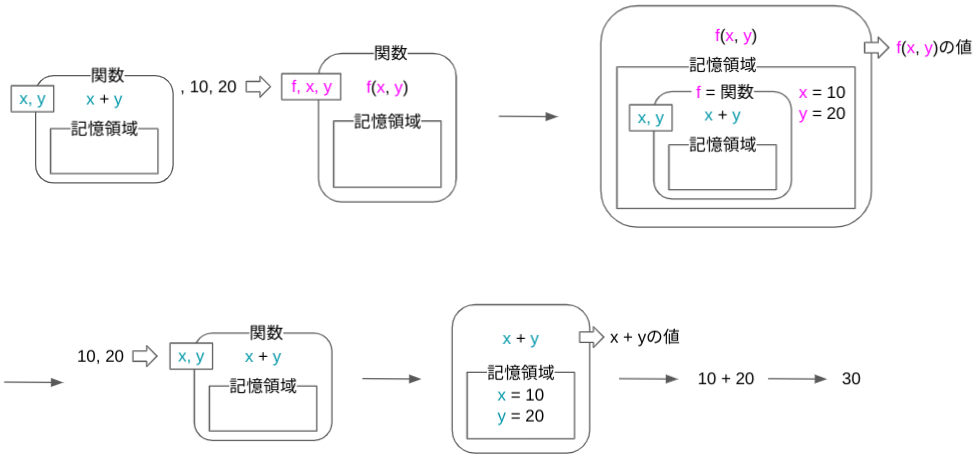 関数
x, y
x + y
記憶領域
, 10, 20
関数
f, x, y
f(x, y)
記憶領域
f(x, y)
記憶領域
f = 関数
x, y
x + y
記憶領域
x = 10
y = 20
f(x, y)の値
10, 20
関数
x, y
x + y
記憶領域
x + y
記憶領域
x = 10
y = 20
x + yの値
10 + 20
30